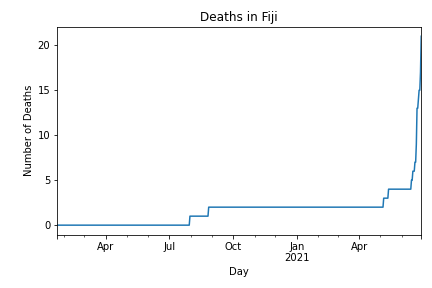 Deaths in Fiji
Number of Deaths
20
15
10
5
0
Apr
Jul
Oct
Jan
2021
Apr
Day